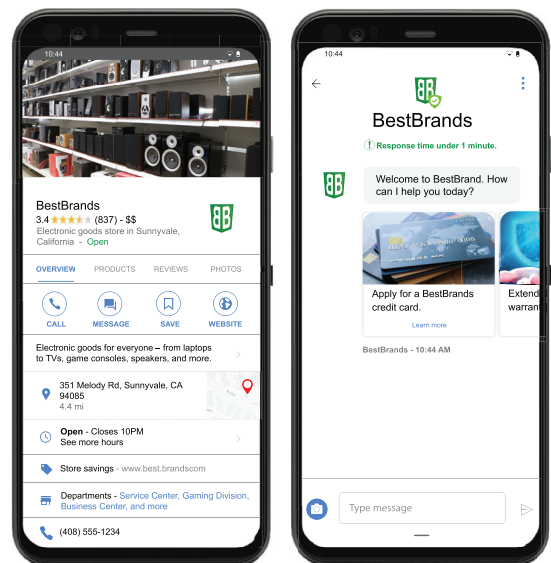 10:44
BestBrands
3.4 (837) - $$
Electronic goods store in Sunnyvale,
California - Open
OVERVIEW PRODUCTS REVIEWS PHOTOS
CALL MESSAGE SAVE WEBSITE
Electronic goods for everyone – from laptops
to TVs, game consoles, speakers, and more.
351 Melody Rd, Sunnyvale, CA
94085
4.4 mi
Open - Closes 10PM
See more hours
Store savings - www.best.brandscom
Departments - Service Center, Gaming Division,
Business Center, and more
(408) 555-1234
10:44
BestBrands
Response time under 1 minute.
Welcome to BestBrand. How
can I help you today?
Apply for a BestBrands
credit card.
Learn more
Extend
warrant
BestBrands - 10:44 AM
Type message